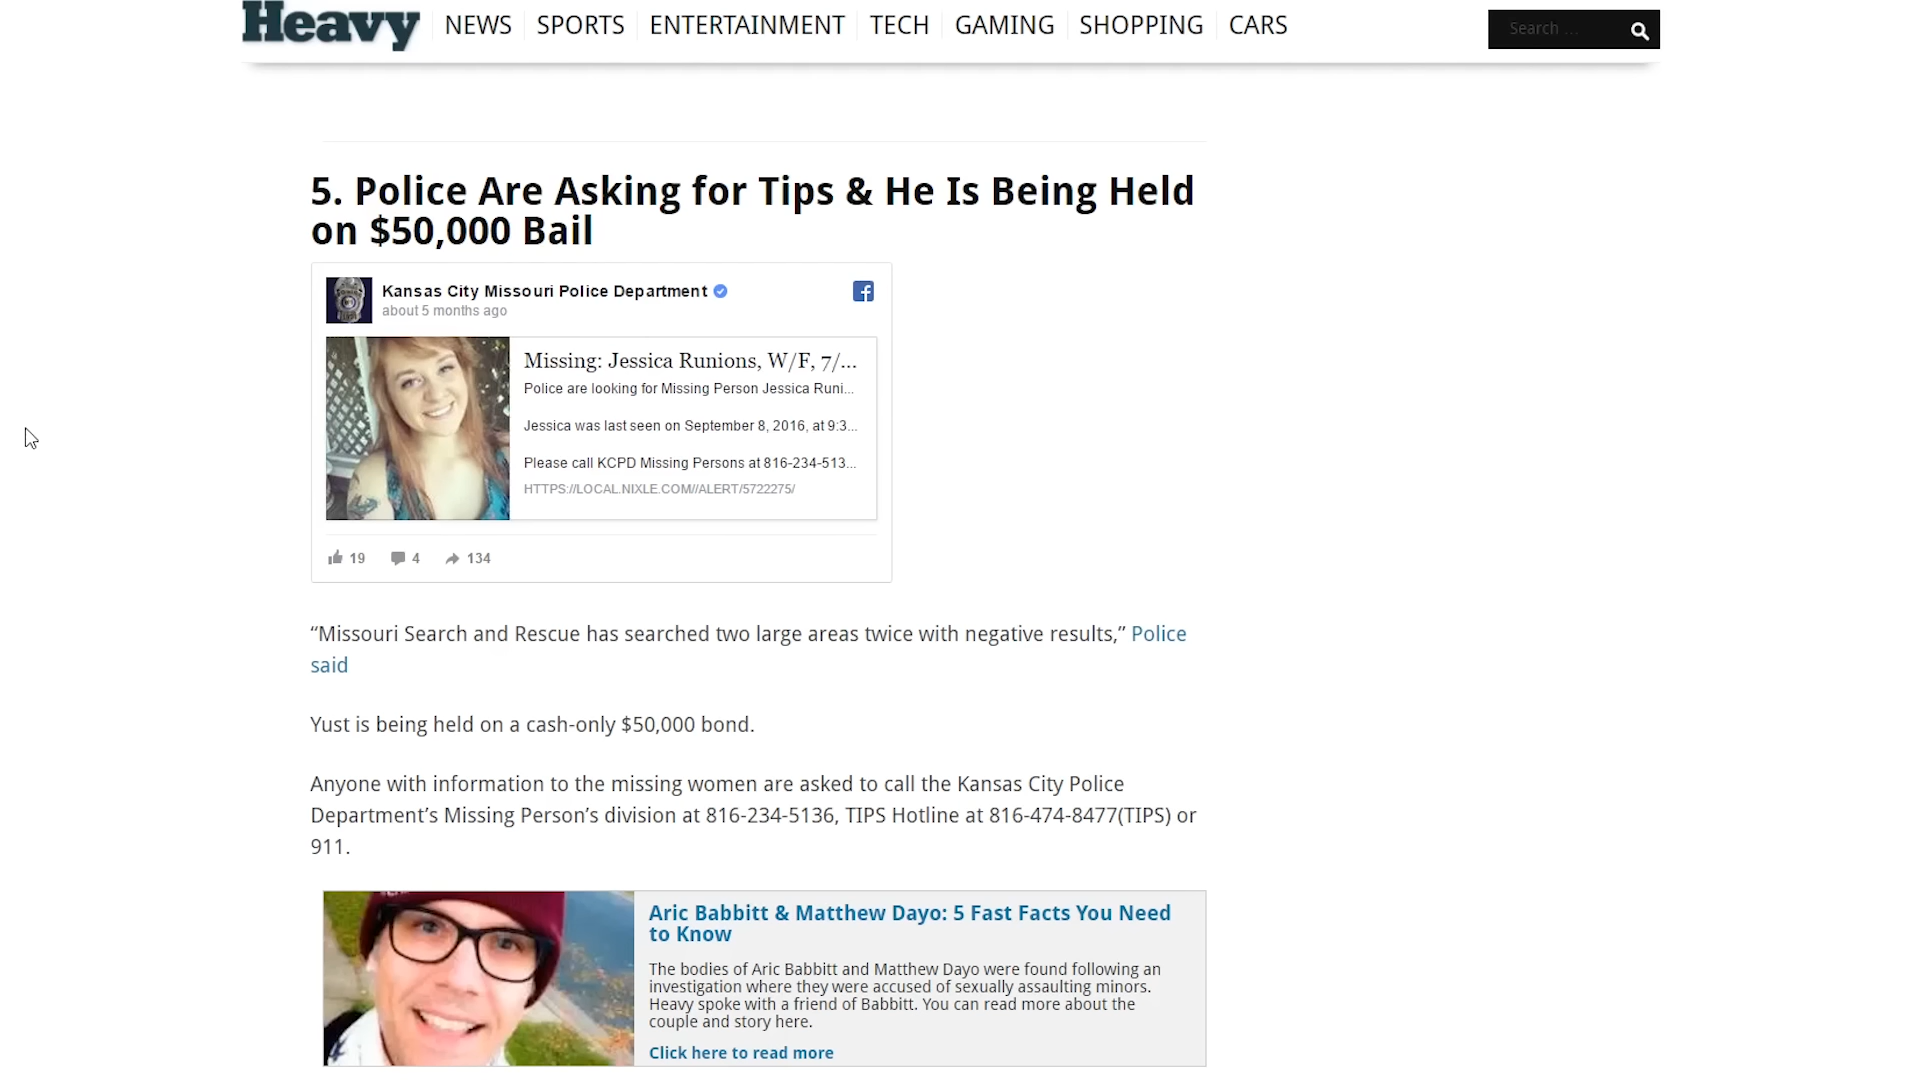 Heavy NEWS SPORTS ENTERTAINMENT TECH GAMING SHOPPING CARS Search ...
5. Police Are Asking for Tips & He Is Being Held
on $50,000 Bail
Kansas City Missouri Police Department
about 5 months ago
Missing: Jessica Runions, W/F, 7/...
Police are looking for Missing Person Jessica Runi...
Jessica was last seen on September 8, 2016, at 9:3...
Please call KCPD Missing Persons at 816-234-513...
HTTPS://LOCAL.NIXLE.COM//ALERT/5722275/
19 4 134
“Missouri Search and Rescue has searched two large areas twice with negative results,” Police
said
Yust is being held on a cash-only $50,000 bond.
Anyone with information to the missing women are asked to call the Kansas City Police
Department’s Missing Person’s division at 816-234-5136, TIPS Hotline at 816-474-8477(TIPS) or
911.
Aric Babbitt & Matthew Dayo: 5 Fast Facts You Need
to Know
The bodies of Aric Babbitt and Matthew Dayo were found following an
investigation where they were accused of sexually assaulting minors.
Heavy spoke with a friend of Babbitt. You can read more about the
couple and story here.
Click here to read more